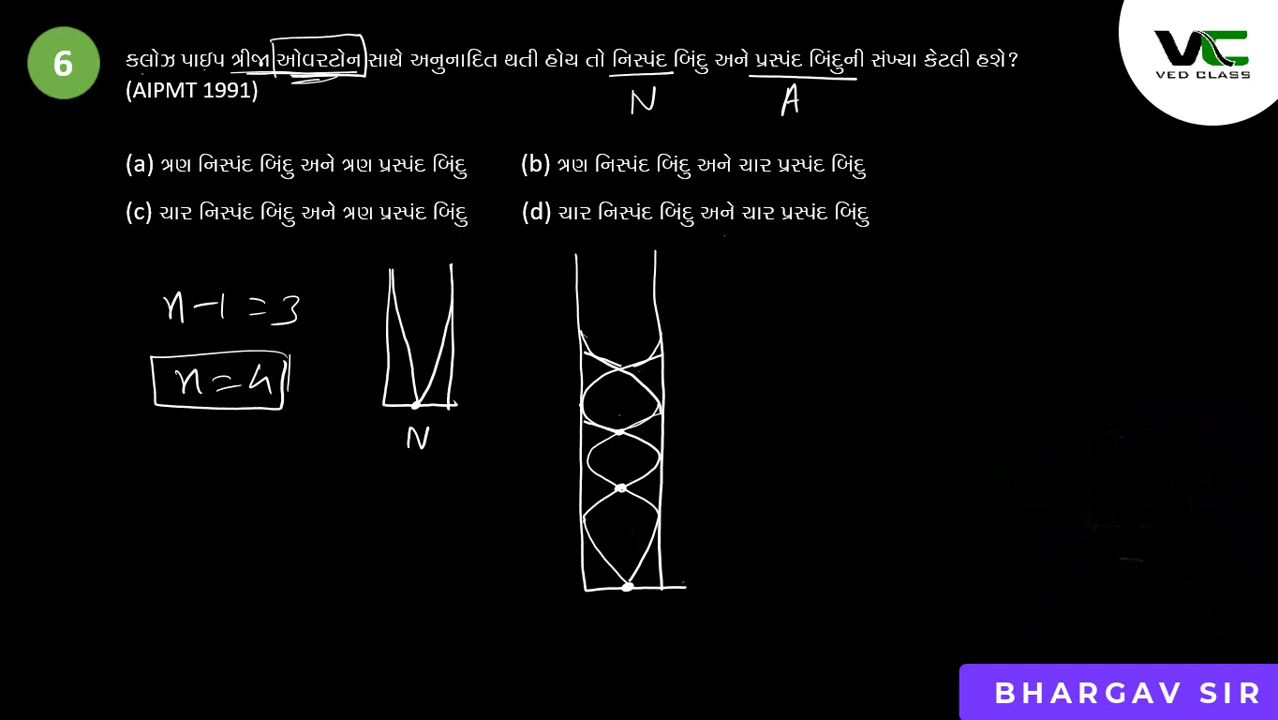 6
ક્લોઝ પાઇપ ત્રીજા ઓવરટોન સાથે અનુનાદિત થતી હોય તો નિસ્પંદ બિંદુ અને પ્રસ્પંદ બિંદુની સંખ્યા કેટલી હશે?
(AIPMT 1991)
N A
(a) ત્રણ નિસ્પંદ બિંદુ અને ત્રણ પ્રસ્પંદ બિંદુ (b) ત્રણ નિસ્પંદ બિંદુ અને ચાર પ્રસ્પંદ બિંદુ
(c) ચાર નિસ્પંદ બિંદુ અને ત્રણ પ્રસ્પંદ બિંદુ (d) ચાર નિસ્પંદ બિંદુ અને ચાર પ્રસ્પંદ બિંદુ
n-1=3
n=4
N
VC
VED CLASS
BHARGAV SIR